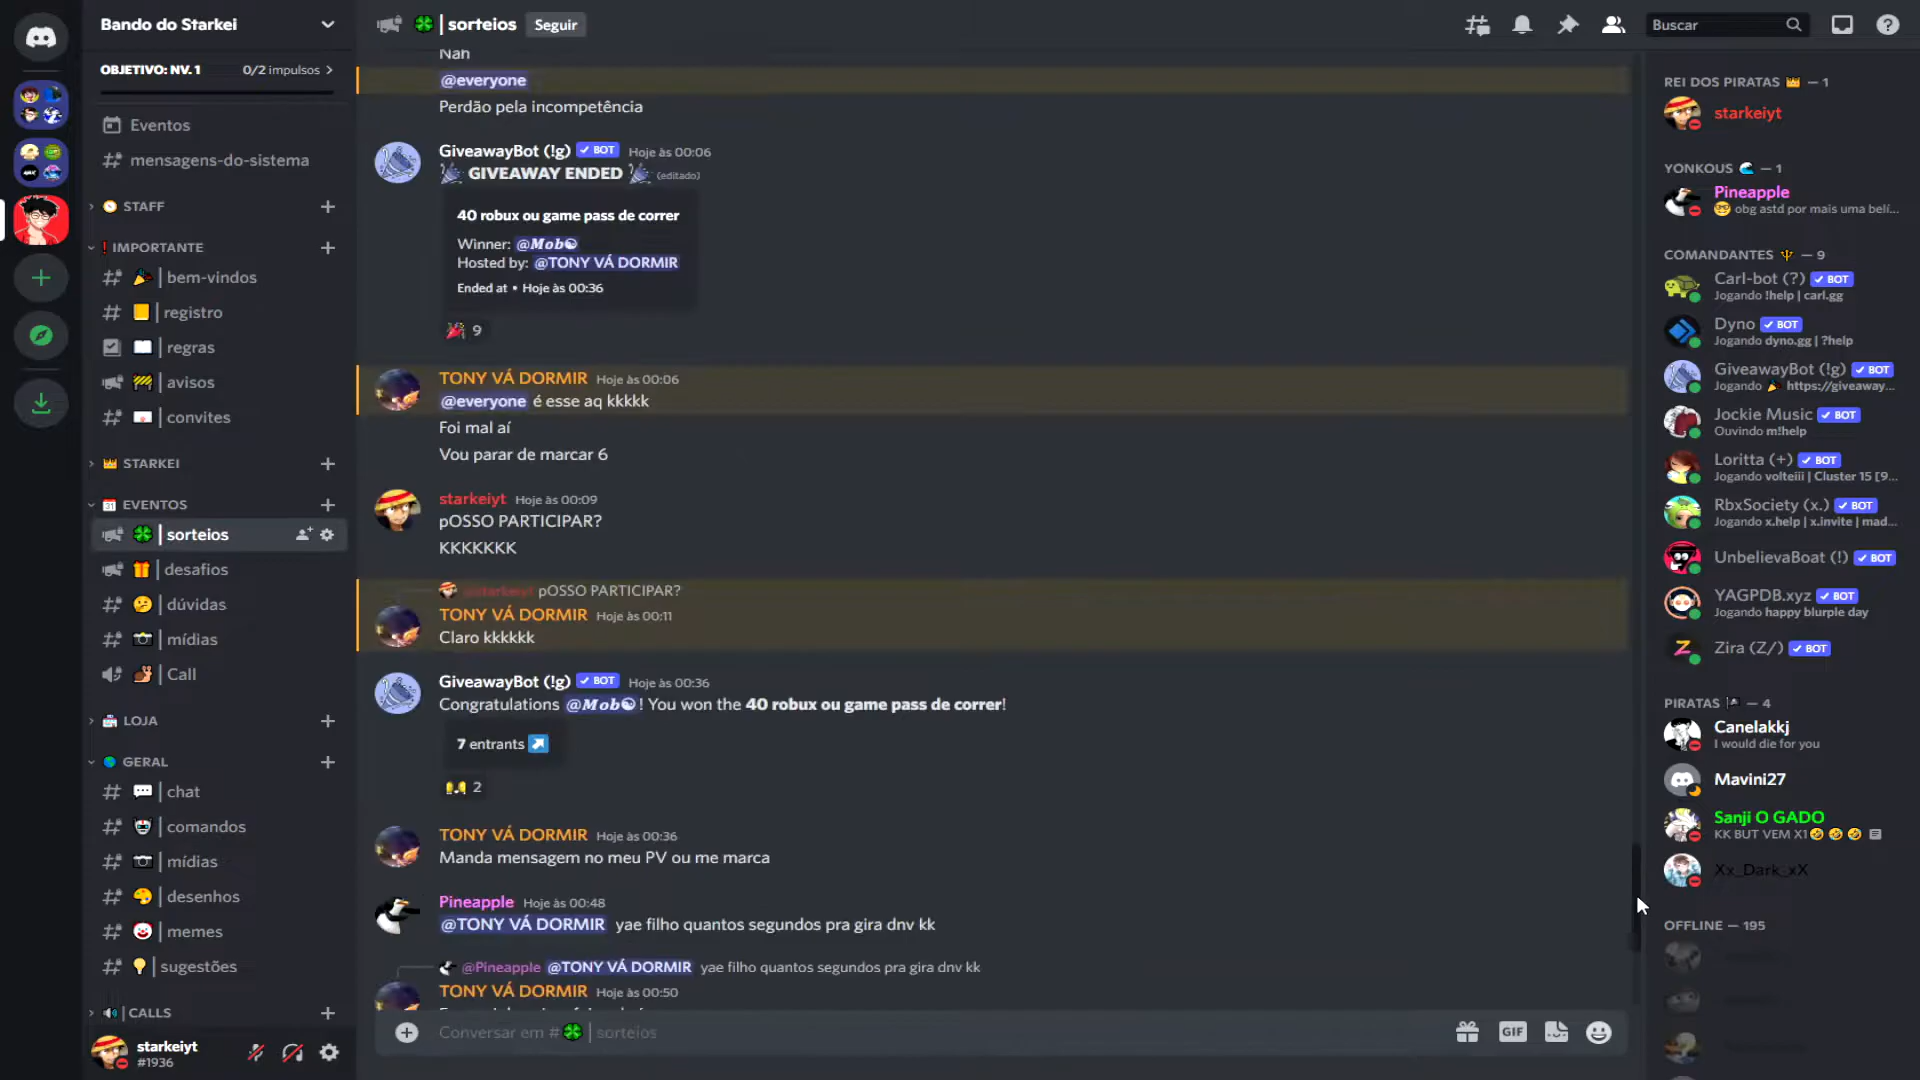 Bando do Starkei
OBJETIVO: NV. 1
0/2 impulsos
Eventos
mensagens-do-sistema
STAFF
IMPORTANTE
bem-vindos
registro
regras
avisos
convites
STARKEI
EVENTOS
sorteios
desafios
dúvidas
mídias
Call
LOJA
GERAL
chat
comandos
mídias
desenhos
memes
sugestões
CALLS
starkeiyt
#1936
sorteios
Seguir
Buscar
Nah
@everyone
Perdão pela incompetência
GiveawayBot (!g) BOT Hoje às 00:06
GIVEAWAY ENDED (editado)
40 robux ou game pass de correr
Winner: @Mob☯
Hosted by: @TONY VÁ DORMIR
Ended at • Hoje às 00:36
9
TONY VÁ DORMIR Hoje às 00:06
@everyone é esse aq kkkkk
Foi mal aí
Vou parar de marcar 6
starkeiyt Hoje às 00:09
pOSSO PARTICIPAR?
KKKKKKK
pOSSO PARTICIPAR?
TONY VÁ DORMIR Hoje às 00:11
Claro kkkkkk
GiveawayBot (!g) BOT Hoje às 00:36
Congratulations @Mob☯! You won the 40 robux ou game pass de correr!
7 entrants
2
TONY VÁ DORMIR Hoje às 00:36
Manda mensagem no meu PV ou me marca
Pineapple Hoje às 00:48
@TONY VÁ DORMIR yae filho quantos segundos pra gira dnv kk
@Pineapple @TONY VÁ DORMIR yae filho quantos segundos pra gira dnv kk
TONY VÁ DORMIR Hoje às 00:50
Conversar em # | sorteios
GIF
REI DOS PIRATAS — 1
starkeiyt
YONKOUS — 1
Pineapple
obg astd por mais uma belí...
COMANDANTES — 9
Carl-bot (?) BOT
Jogando !help | carl.gg
Dyno BOT
Jogando dyno.gg | ?help
GiveawayBot (!g) BOT
Jogando https://giveaway...
Jockie Music BOT
Ouvindo m!help
Loritta (+) BOT
Jogando volteiii | Cluster 15 [9...
RbxSociety (x.) BOT
Jogando x.help | x.invite | mad...
UnbelievaBoat (!) BOT
YAGPDB.xyz BOT
Jogando happy blurple day
Zira (Z/) BOT
PIRATAS — 4
Canelakkj
I would die for you
Mavini27
Sanji O GADO
KK BUT VEM X1
Xx_Dark_xX
OFFLINE — 195